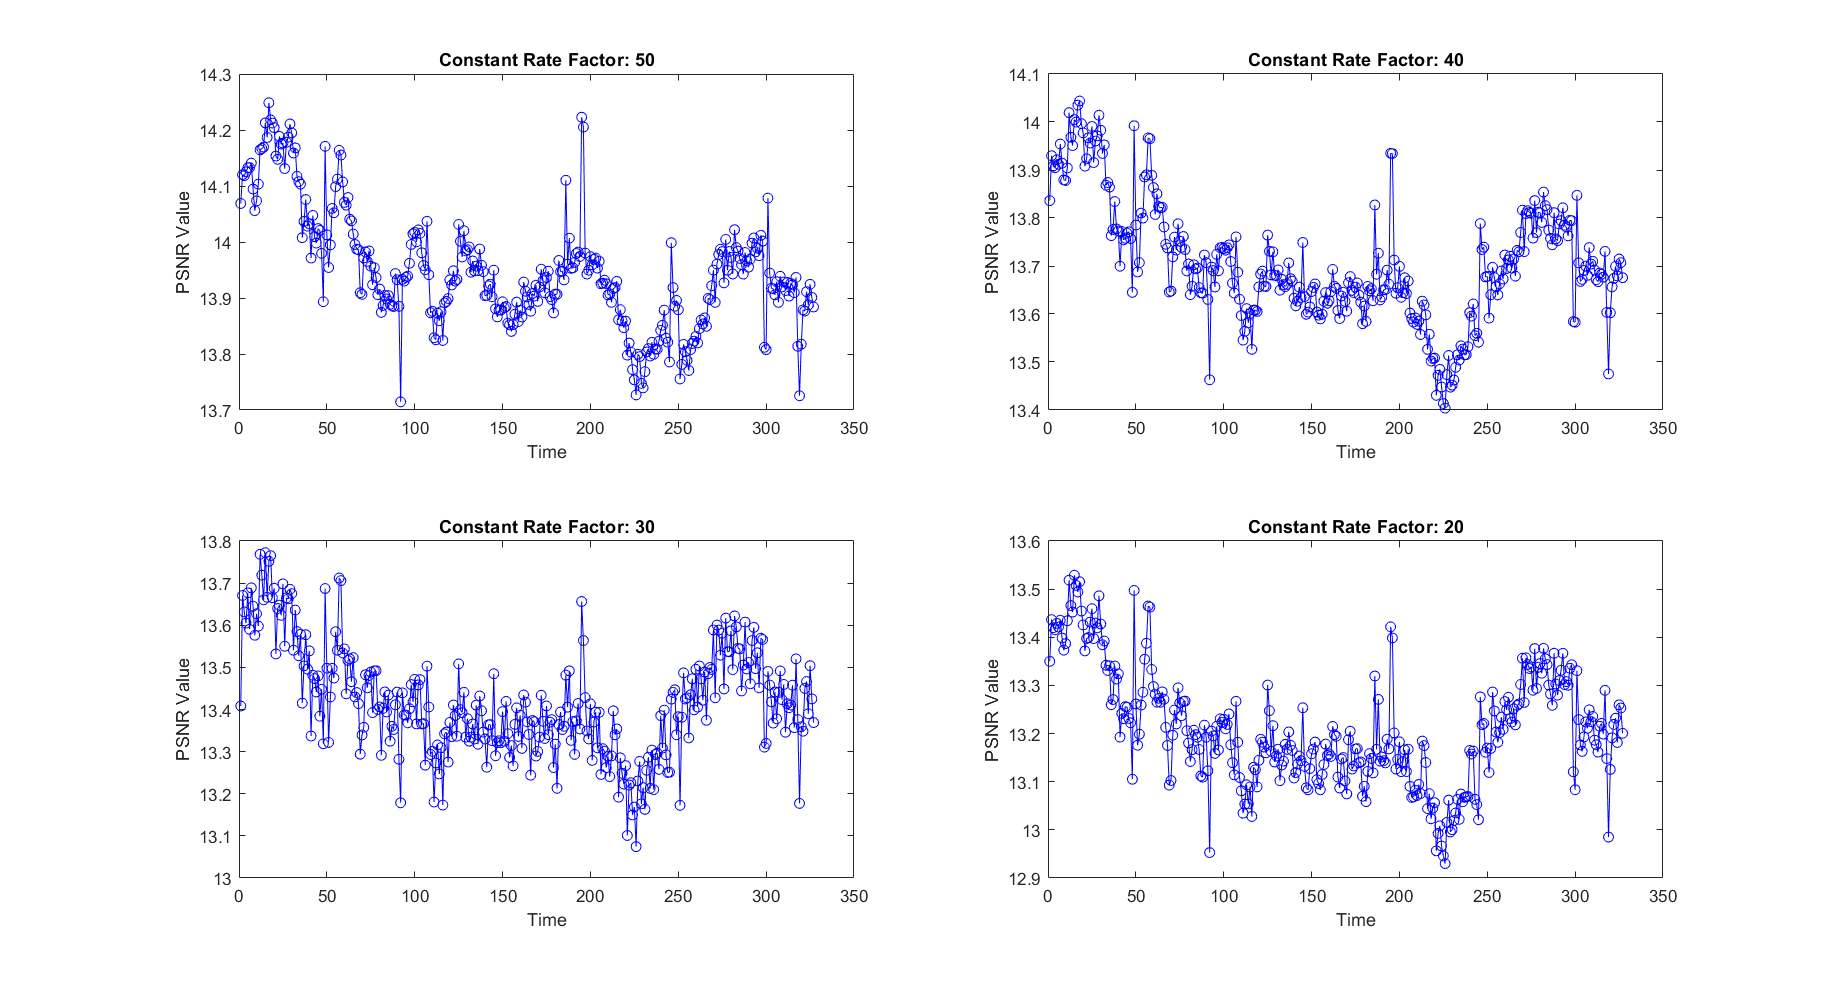 Constant Rate Factor: 50
14.3
14.2
14.1
14
13.9
13.8
13.7
PSNR Value
0 50 100 150 200 250 300 350
Time
Constant Rate Factor: 40
14.1
14
13.9
13.8
13.7
13.6
13.5
13.4
PSNR Value
0 50 100 150 200 250 300 350
Time
Constant Rate Factor: 30
13.8
13.7
13.6
13.5
13.4
13.3
13.2
13.1
13
PSNR Value
0 50 100 150 200 250 300 350
Time
Constant Rate Factor: 20
13.6
13.5
13.4
13.3
13.2
13.1
13
12.9
PSNR Value
0 50 100 150 200 250 300 350
Time